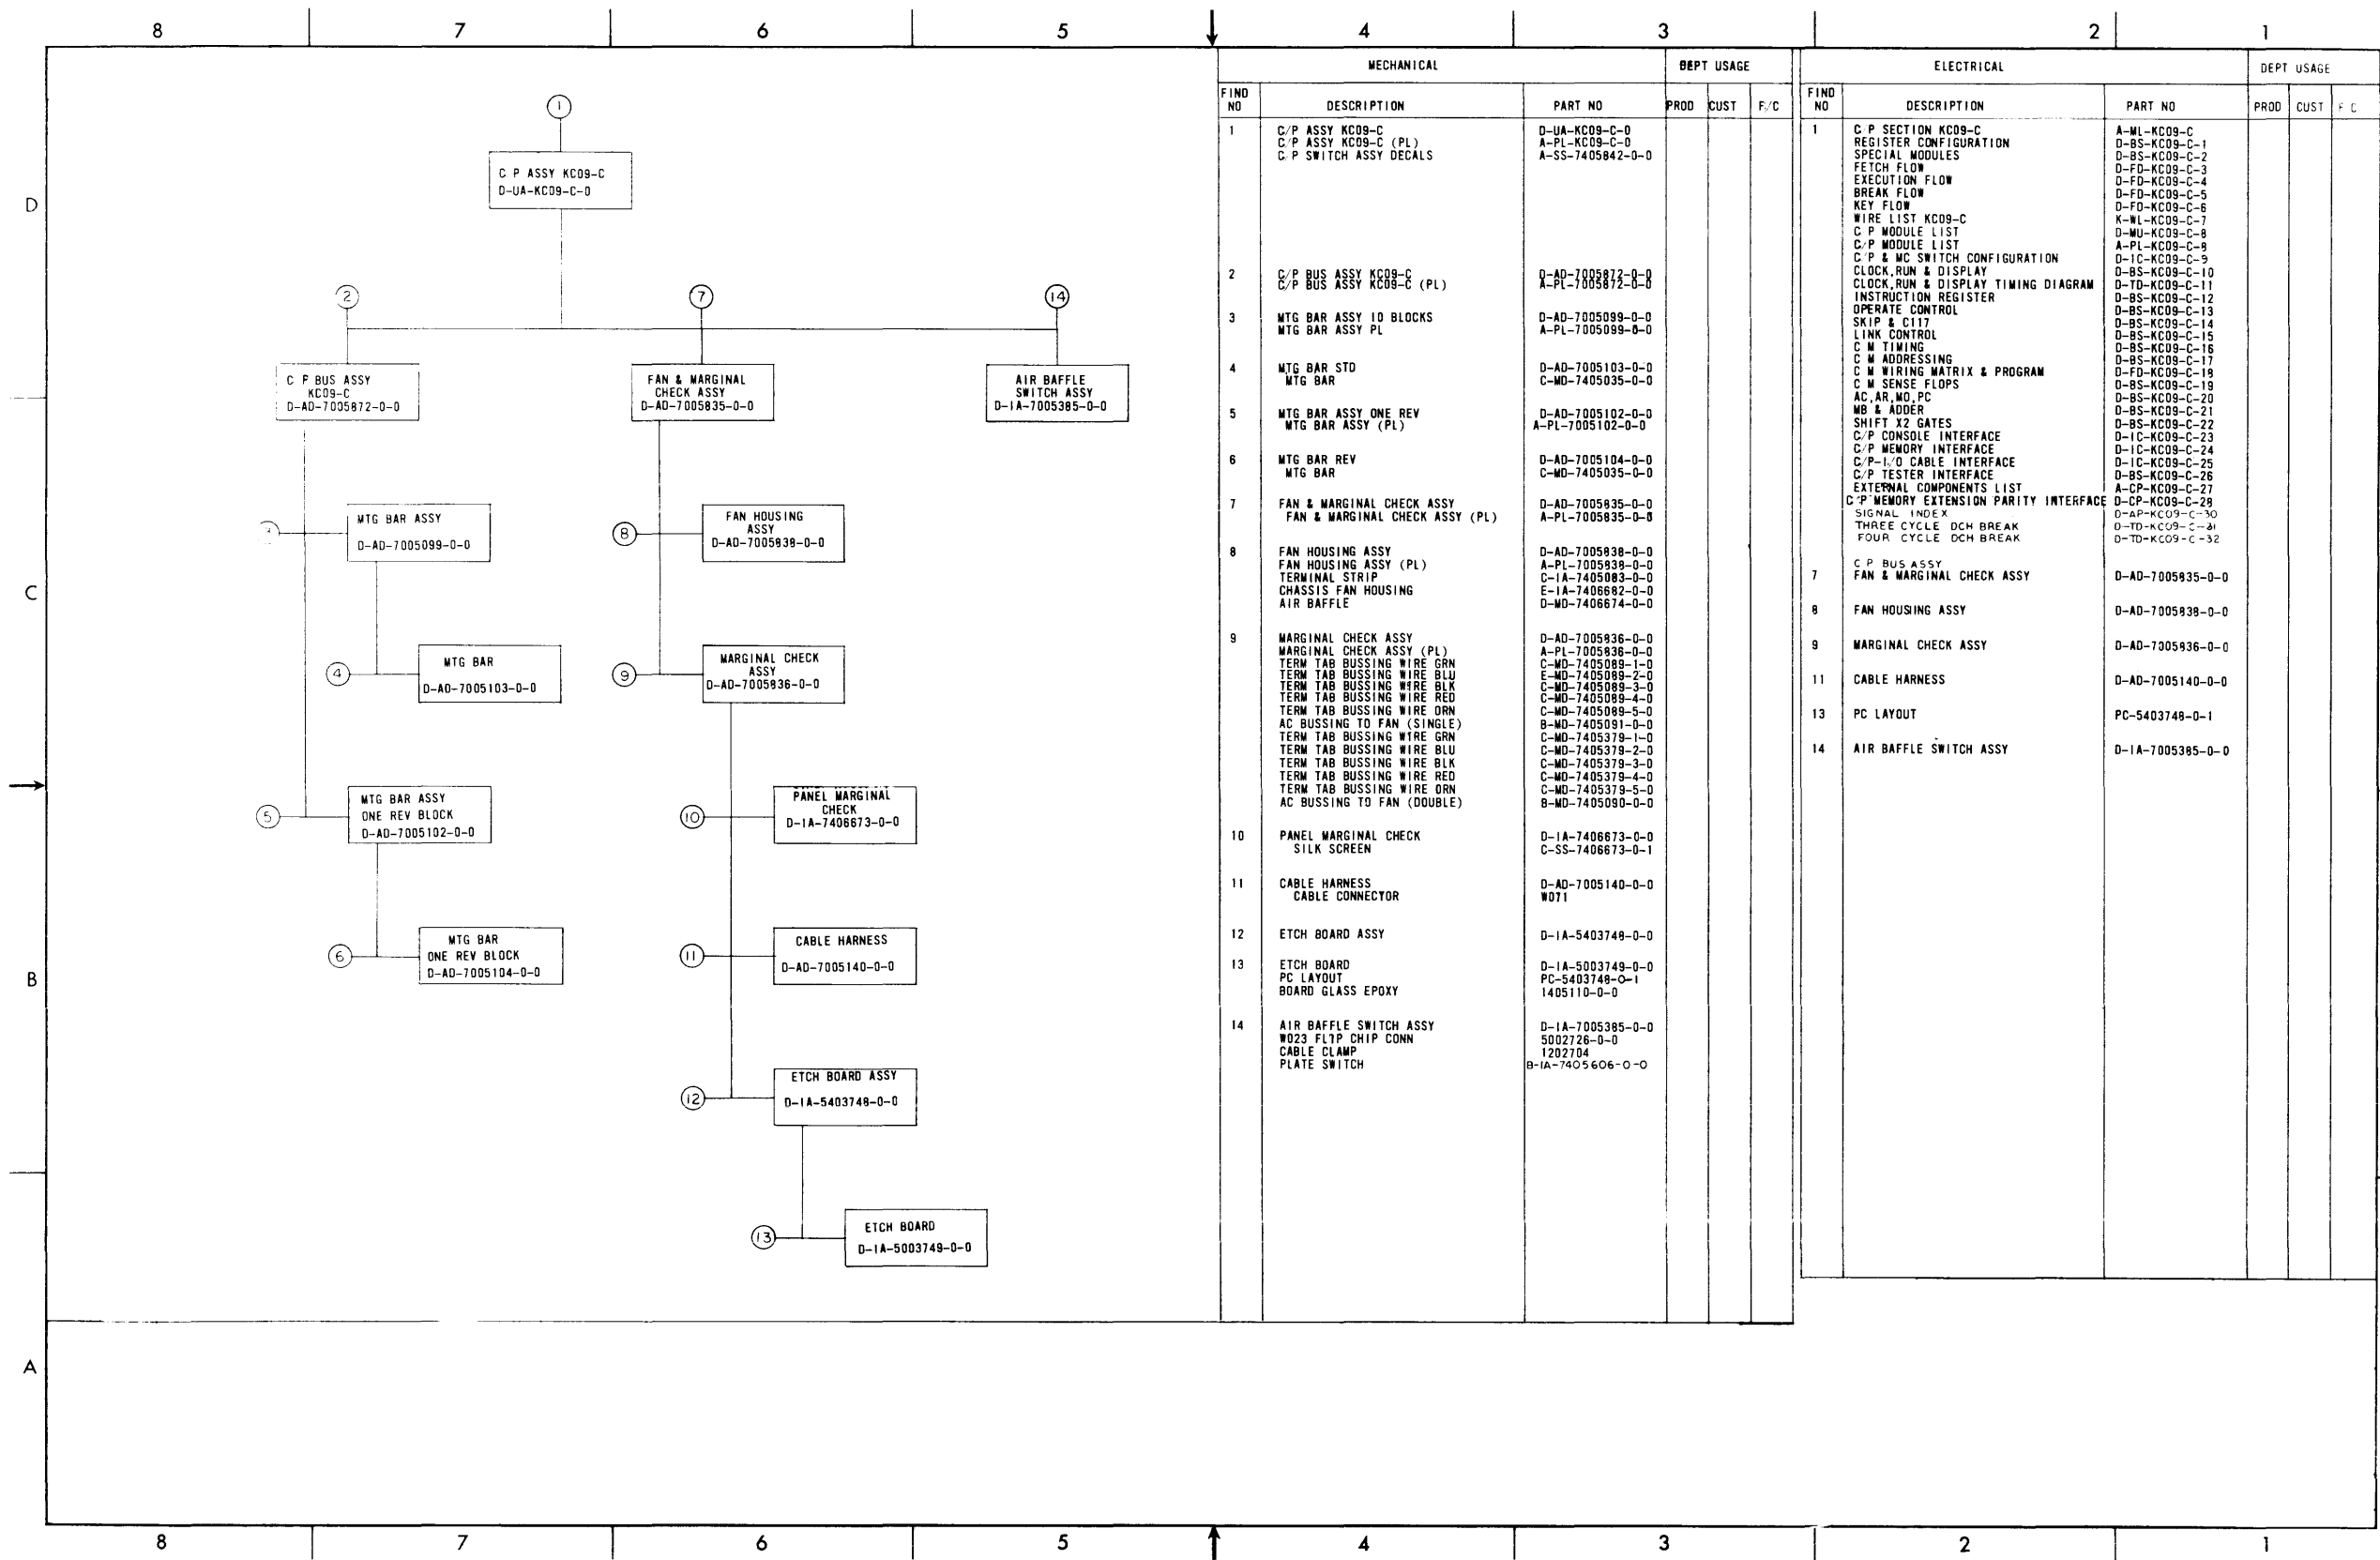 8 7 6 5 4 3 2 1
D
C
B
A
1
C P ASSY KC09-C
D-UA-KC09-C-0
2
7
14
C P BUS ASSY
KC09-C
D-AD-7005872-0-0
FAN & MARGINAL
CHECK ASSY
D-AD-7005835-0-0
AIR BAFFLE
SWITCH ASSY
D-IA-7005385-0-0
MTG BAR ASSY
D-AD-7005099-0-0
8
FAN HOUSING
ASSY
D-AD-7005838-0-0
4
MTG BAR
D-AD-7005103-0-0
9
MARGINAL CHECK
ASSY
D-AD-7005836-0-0
5
MTG BAR ASSY
ONE REV BLOCK
D-AD-7005102-0-0
10
PANEL MARGINAL
CHECK
D-IA-7406673-0-0
6
MTG BAR
ONE REV BLOCK
D-AD-7005104-0-0
11
CABLE HARNESS
D-AD-7005140-0-0
12
ETCH BOARD ASSY
D-IA-5403748-0-0
13
ETCH BOARD
D-IA-5003749-0-0
MECHANICAL DEPT USAGE
FIND NO DESCRIPTION PART NO PROD CUST F/C
1 C/P ASSY KC09-C D-UA-KC09-C-0
C/P ASSY KC09-C (PL) A-PL-KC09-C-0
C/P SWITCH ASSY DECALS A-SS-7405842-0-0
2 C/P BUS ASSY KC09-C D-AD-7005872-0-0
C/P BUS ASSY KC09-C (PL) A-PL-7005872-0-0
3 MTG BAR ASSY 10 BLOCKS D-AD-7005099-0-0
MTG BAR ASSY PL A-PL-7005099-0-0
4 MTG BAR STD D-AD-7005103-0-0
MTG BAR C-MD-7405035-0-0
5 MTG BAR ASSY ONE REV D-AD-7005102-0-0
MTG BAR ASSY (PL) A-PL-7005102-0-0
6 MTG BAR REV D-AD-7005104-0-0
MTG BAR C-MD-7405035-0-0
7 FAN & MARGINAL CHECK ASSY D-AD-7005835-0-0
FAN & MARGINAL CHECK ASSY (PL) A-PL-7005835-0-0
8 FAN HOUSING ASSY D-AD-7005838-0-0
FAN HOUSING ASSY (PL) A-PL-7005838-0-0
TERMINAL STRIP C-IA-7405083-0-0
CHASSIS FAN HOUSING E-IA-7406682-0-0
AIR BAFFLE D-MD-7406674-0-0
9 MARGINAL CHECK ASSY D-AD-7005836-0-0
MARGINAL CHECK ASSY (PL) A-PL-7005836-0-0
TERM TAB BUSSING WIRE GRN C-MD-7405089-1-0
TERM TAB BUSSING WIRE BLU E-MD-7405089-2-0
TERM TAB BUSSING WIRE BLK C-MD-7405089-3-0
TERM TAB BUSSING WIRE RED C-MD-7405089-4-0
TERM TAB BUSSING WIRE ORN C-MD-7405089-5-0
AC BUSSING TO FAN (SINGLE) B-MD-7405091-0-0
TERM TAB BUSSING WIRE GRN C-MD-7405379-1-0
TERM TAB BUSSING WIRE BLU C-MD-7405379-2-0
TERM TAB BUSSING WIRE BLK C-MD-7405379-3-0
TERM TAB BUSSING WIRE RED C-MD-7405379-4-0
TERM TAB BUSSING WIRE ORN C-MD-7405379-5-0
AC BUSSING TO FAN (DOUBLE) B-MD-7405090-0-0
10 PANEL MARGINAL CHECK D-IA-7406673-0-0
SILK SCREEN C-SS-7406673-0-1
11 CABLE HARNESS D-AD-7005140-0-0
CABLE CONNECTOR W071
12 ETCH BOARD ASSY D-IA-5403748-0-0
13 ETCH BOARD D-IA-5003749-0-0
PC LAYOUT PC-5403748-0-1
BOARD GLASS EPOXY 1405110-0-0
14 AIR BAFFLE SWITCH ASSY D-IA-7005385-0-0
W023 FLIP CHIP CONN 5002726-0-0
CABLE CLAMP 1202704
PLATE SWITCH B-IA-7405606-0-0
ELECTRICAL DEPT USAGE
FIND NO DESCRIPTION PART NO PROD CUST F C
1 C/P SECTION KC09-C A-ML-KC09-C
REGISTER CONFIGURATION D-BS-KC09-C-1
SPECIAL MODULES D-BS-KC09-C-2
FETCH FLOW D-FD-KC09-C-3
EXECUTION FLOW D-FD-KC09-C-4
BREAK FLOW D-FD-KC09-C-5
KEY FLOW D-FD-KC09-C-6
WIRE LIST KC09-C K-WL-KC09-C-7
C P MODULE LIST D-MU-KC09-C-8
C/P MODULE LIST A-PL-KC09-C-8
C/P & MC SWITCH CONFIGURATION D-IC-KC09-C-9
CLOCK,RUN & DISPLAY D-BS-KC09-C-10
CLOCK,RUN & DISPLAY TIMING DIAGRAM D-TD-KC09-C-11
INSTRUCTION REGISTER D-BS-KC09-C-12
OPERATE CONTROL D-BS-KC09-C-13
SKIP & C117 D-BS-KC09-C-14
LINK CONTROL D-BS-KC09-C-15
C M TIMING D-BS-KC09-C-16
C M ADDRESSING D-BS-KC09-C-17
C M WIRING MATRIX & PROGRAM D-FD-KC09-C-18
C M SENSE FLOPS D-BS-KC09-C-19
AC,AR,MO,PC D-BS-KC09-C-20
MB & ADDER D-BS-KC09-C-21
SHIFT X2 GATES D-BS-KC09-C-22
C/P CONSOLE INTERFACE D-IC-KC09-C-23
C/P MEMORY INTERFACE D-IC-KC09-C-24
C/P-I/O CABLE INTERFACE D-IC-KC09-C-25
C/P TESTER INTERFACE D-BS-KC09-C-26
EXTERNAL COMPONENTS LIST A-CP-KC09-C-27
C/P MEMORY EXTENSION PARITY INTERFACE D-CP-KC09-C-28
SIGNAL INDEX D-AP-KC09-C-30
THREE CYCLE DCH BREAK D-TD-KC09-C-31
FOUR CYCLE DCH BREAK D-TD-KC09-C-32
C P BUS ASSY
7 FAN & MARGINAL CHECK ASSY D-AD-7005835-0-0
8 FAN HOUSIING ASSY D-AD-7005838-0-0
9 MARGINAL CHECK ASSY D-AD-7005836-0-0
11 CABLE HARNESS D-AD-7005140-0-0
13 PC LAYOUT PC-5403748-0-1
14 AIR BAFFLE SWITCH ASSY D-IA-7005385-0-0
8 7 6 5 4 3 2 1